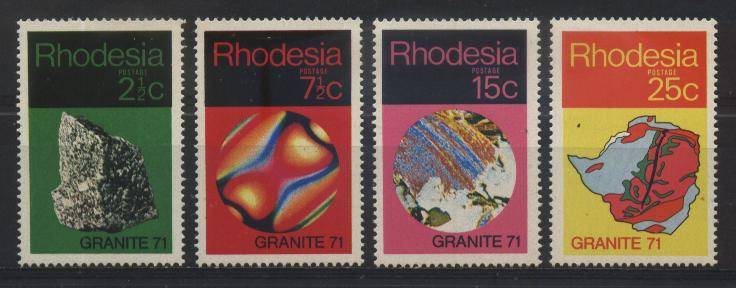 Rhodesia
POSTAGE
2½c
GRANITE 71
Rhodesia
POSTAGE
7½c
GRANITE 71
Rhodesia
POSTAGE
15c
GRANITE 71
Rhodesia
POSTAGE
25c
GRANITE 71